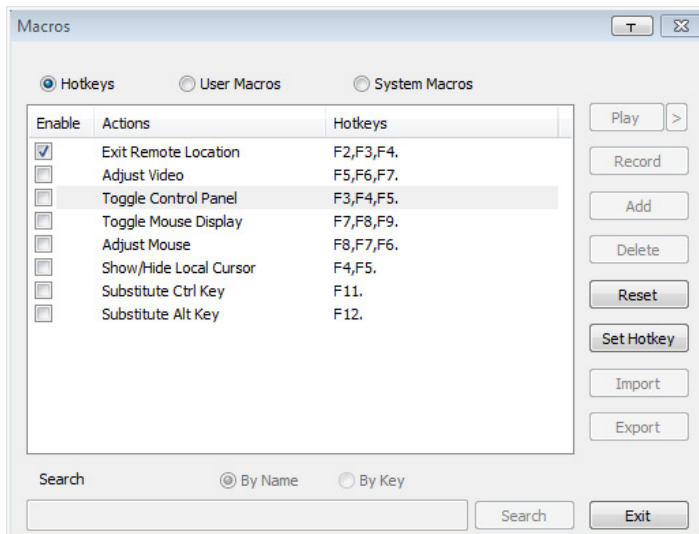 Macros
Hotkeys User Macros System Macros
Enable Actions Hotkeys
Exit Remote Location F2,F3,F4.
Adjust Video F5,F6,F7.
Toggle Control Panel F3,F4,F5.
Toggle Mouse Display F7,F8,F9.
Adjust Mouse F8,F7,F6.
Show/Hide Local Cursor F4,F5.
Substitute Ctrl Key F11.
Substitute Alt Key F12.
Play >
Record
Add
Delete
Reset
Set Hotkey
Import
Export
Search By Name By Key
Search Exit